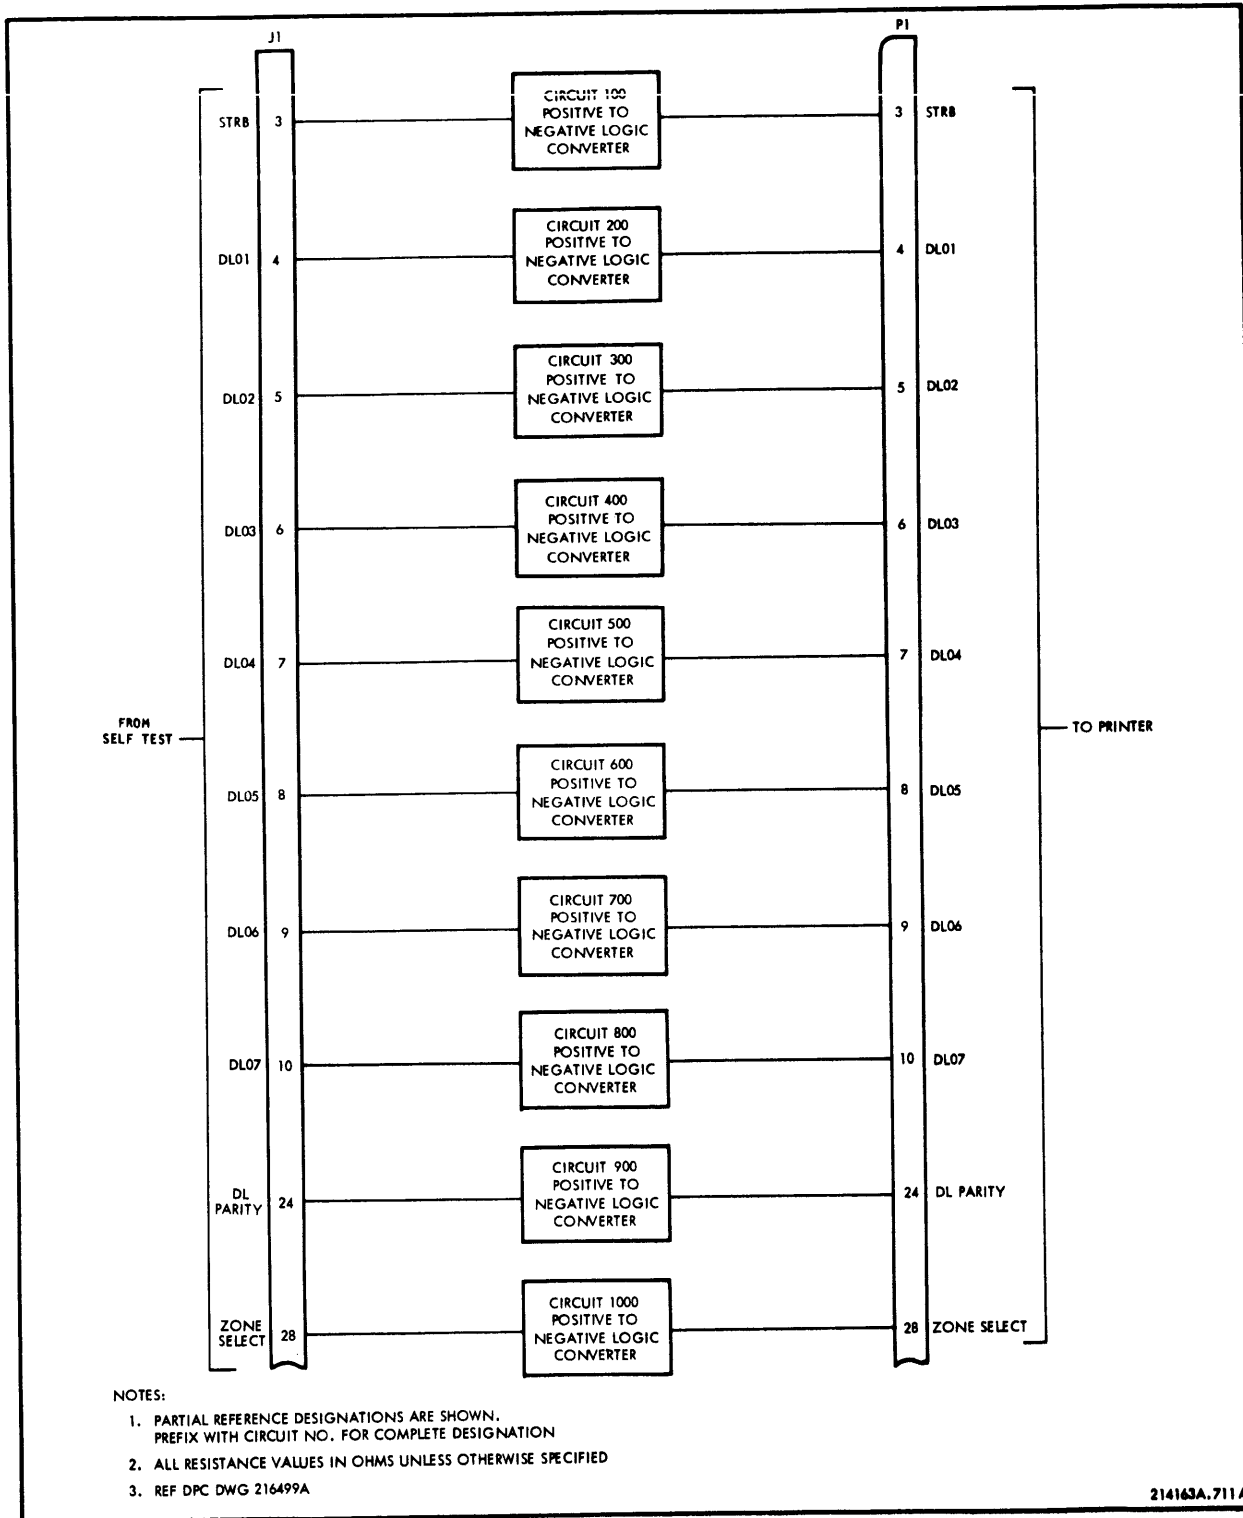 J1
P1
STRB 3
CIRCUIT 100
POSITIVE TO
NEGATIVE LOGIC
CONVERTER
3 STRB
DL01 4
CIRCUIT 200
POSITIVE TO
NEGATIVE LOGIC
CONVERTER
4 DL01
DL02 5
CIRCUIT 300
POSITIVE TO
NEGATIVE LOGIC
CONVERTER
5 DL02
DL03 6
CIRCUIT 400
POSITIVE TO
NEGATIVE LOGIC
CONVERTER
6 DL03
DL04 7
CIRCUIT 500
POSITIVE TO
NEGATIVE LOGIC
CONVERTER
7 DL04
FROM
SELF TEST
TO PRINTER
DL05 8
CIRCUIT 600
POSITIVE TO
NEGATIVE LOGIC
CONVERTER
8 DL05
DL06 9
CIRCUIT 700
POSITIVE TO
NEGATIVE LOGIC
CONVERTER
9 DL06
DL07 10
CIRCUIT 800
POSITIVE TO
NEGATIVE LOGIC
CONVERTER
10 DL07
DL
PARITY 24
CIRCUIT 900
POSITIVE TO
NEGATIVE LOGIC
CONVERTER
24 DL PARITY
ZONE
SELECT 28
CIRCUIT 1000
POSITIVE TO
NEGATIVE LOGIC
CONVERTER
28 ZONE SELECT
NOTES:
1. PARTIAL REFERENCE DESIGNATIONS ARE SHOWN.
PREFIX WITH CIRCUIT NO. FOR COMPLETE DESIGNATION
2. ALL RESISTANCE VALUES IN OHMS UNLESS OTHERWISE SPECIFIED
3. REF DPC DWG 216499A
214163A.711A